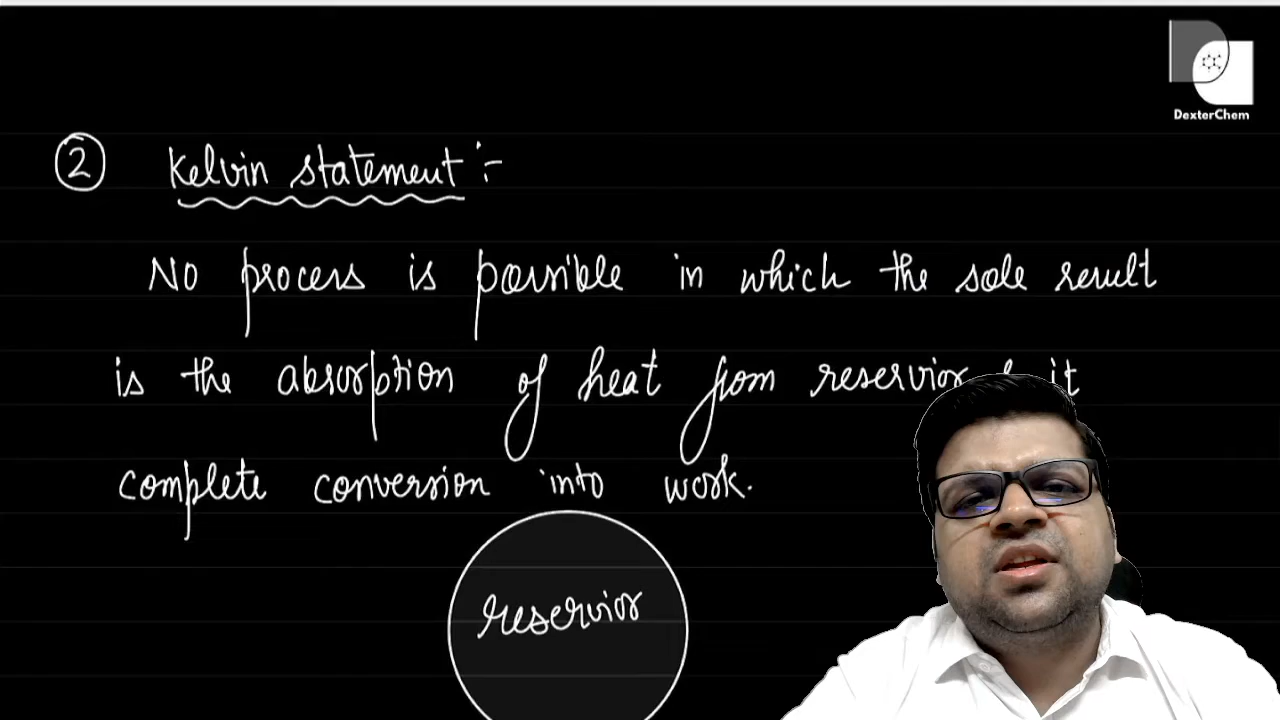 DexterChem
② Kelvin statement :-
No process is possible in which the sole result
is the absorption of heat from reservior it
complete conversion into work.
reservior